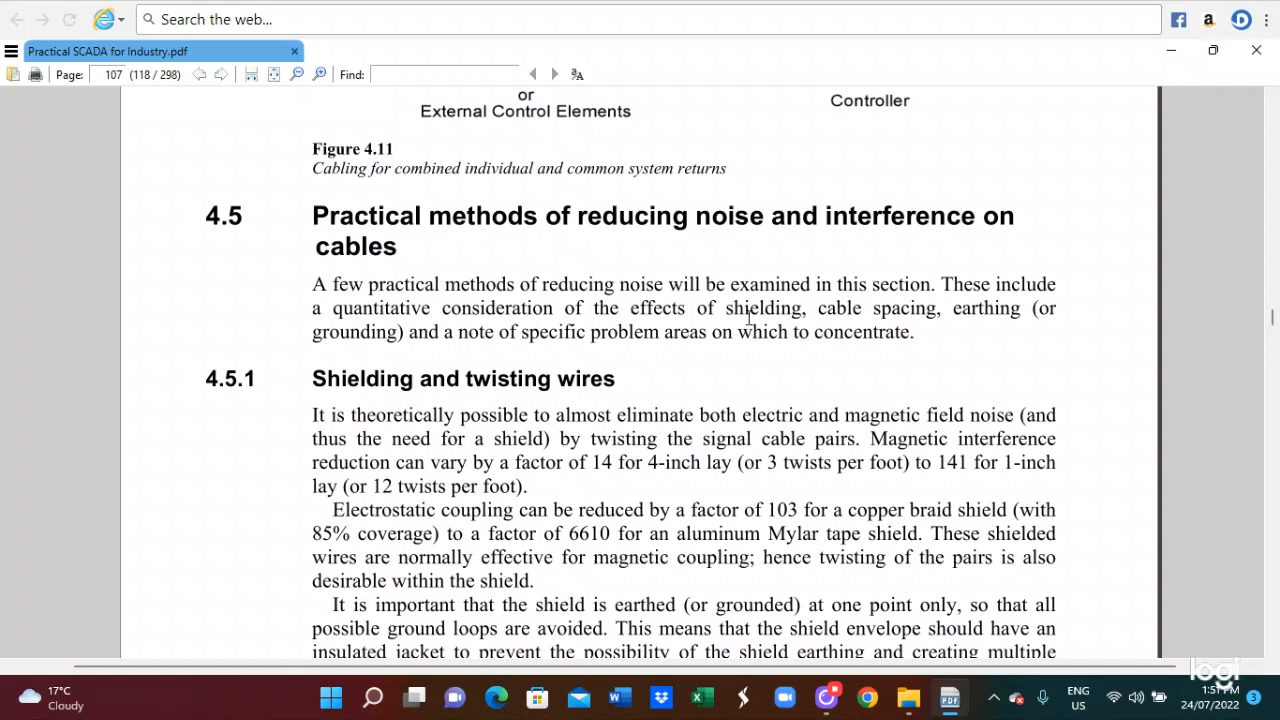 Search the web...
Practical SCADA for Industry.pdf
Page: 107 (118 / 298) Find:
or
External Control Elements
Controller
Figure 4.11
Cabling for combined individual and common system returns
4.5 Practical methods of reducing noise and interference on
cables
A few practical methods of reducing noise will be examined in this section. These include
a quantitative consideration of the effects of shielding, cable spacing, earthing (or
grounding) and a note of specific problem areas on which to concentrate.
4.5.1 Shielding and twisting wires
It is theoretically possible to almost eliminate both electric and magnetic field noise (and
thus the need for a shield) by twisting the signal cable pairs. Magnetic interference
reduction can vary by a factor of 14 for 4-inch lay (or 3 twists per foot) to 141 for 1-inch
lay (or 12 twists per foot).
Electrostatic coupling can be reduced by a factor of 103 for a copper braid shield (with
85% coverage) to a factor of 6610 for an aluminum Mylar tape shield. These shielded
wires are normally effective for magnetic coupling; hence twisting of the pairs is also
desirable within the shield.
It is important that the shield is earthed (or grounded) at one point only, so that all
possible ground loops are avoided. This means that the shield envelope should have an
insulated jacket to prevent the possibility of the shield earthing and creating multiple
logi
17°C
Cloudy
ENG
US
1:51 PM
24/07/2022
3